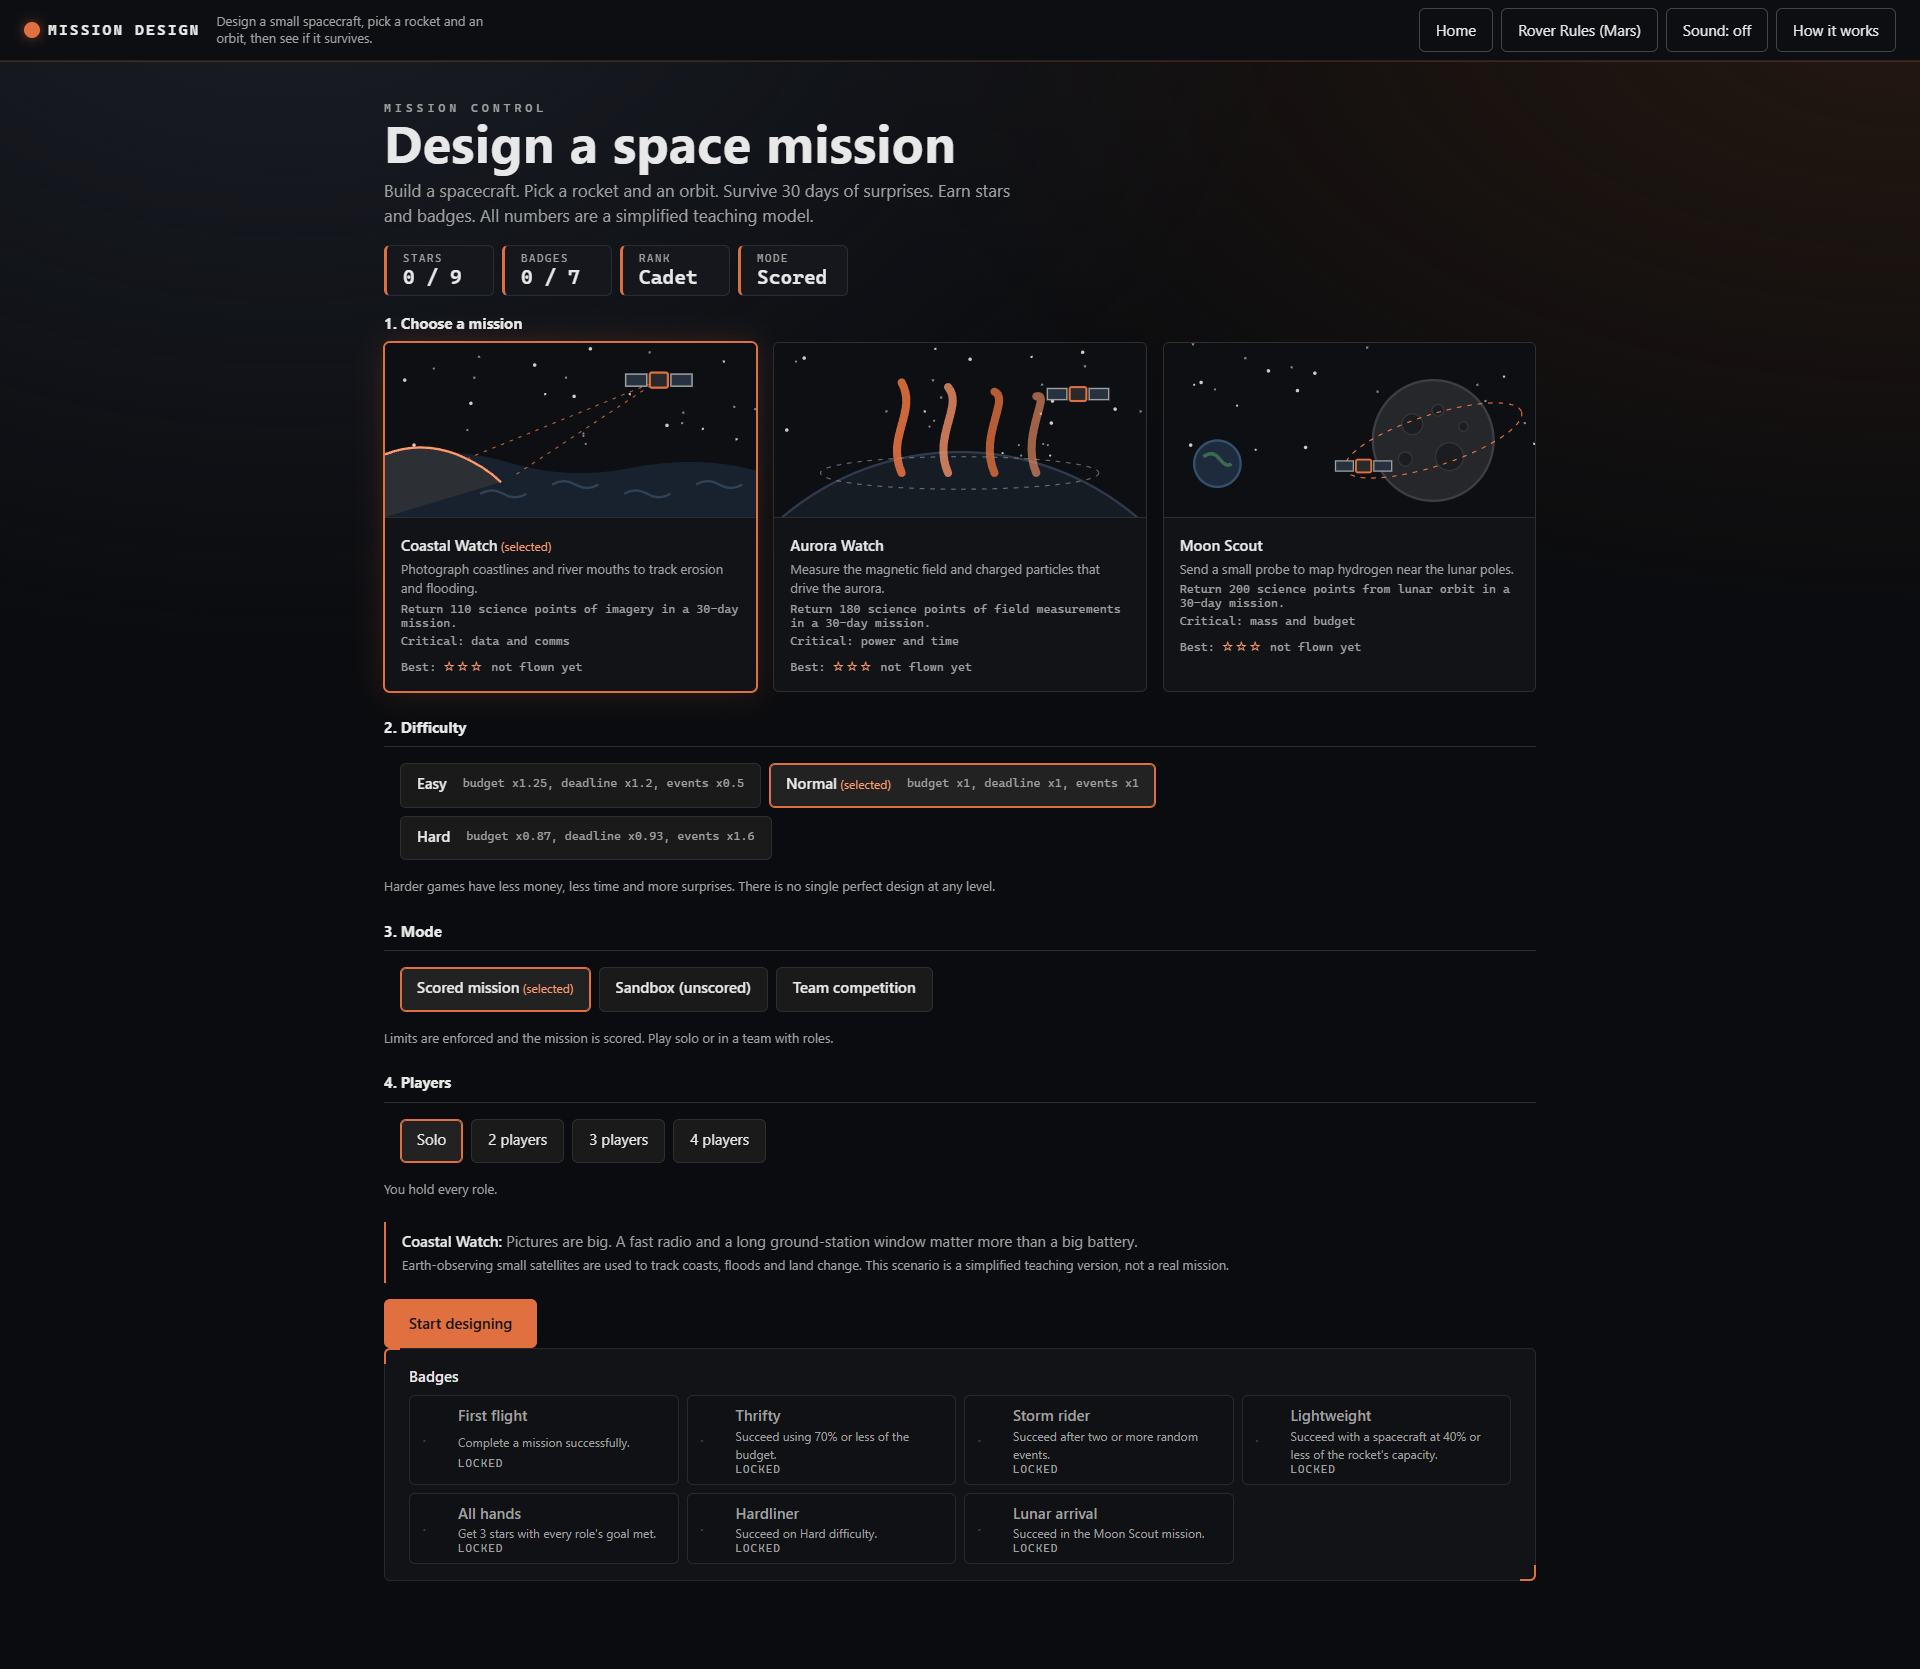 MISSION DESIGN
Design a small spacecraft, pick a rocket and an
orbit, then see if it survives.
Home
Rover Rules (Mars)
Sound: off
How it works
MISSION CONTROL
Design a space mission
Build a spacecraft. Pick a rocket and an orbit. Survive 30 days of surprises. Earn stars
and badges. All numbers are a simplified teaching model.
STARS
0 / 9
BADGES
0 / 7
RANK
Cadet
MODE
Scored
1. Choose a mission
Coastal Watch (selected)
Photograph coastlines and river mouths to track erosion
and flooding.
Return 110 science points of imagery in a 30-day
mission.
Critical: data and comms
Best: ☆☆☆ not flown yet
Aurora Watch
Measure the magnetic field and charged particles that
drive the aurora.
Return 180 science points of field measurements
in a 30-day mission.
Critical: power and time
Best: ☆☆☆ not flown yet
Moon Scout
Send a small probe to map hydrogen near the lunar poles.
Return 200 science points from lunar orbit in a
30-day mission.
Critical: mass and budget
Best: ☆☆☆ not flown yet
2. Difficulty
Easy budget x1.25, deadline x1.2, events x0.5
Normal (selected) budget x1, deadline x1, events x1
Hard budget x0.87, deadline x0.93, events x1.6
Harder games have less money, less time and more surprises. There is no single perfect design at any level.
3. Mode
Scored mission (selected)
Sandbox (unscored)
Team competition
Limits are enforced and the mission is scored. Play solo or in a team with roles.
4. Players
Solo
2 players
3 players
4 players
You hold every role.
Coastal Watch: Pictures are big. A fast radio and a long ground-station window matter more than a big battery.
Earth-observing small satellites are used to track coasts, floods and land change. This scenario is a simplified teaching version, not a real mission.
Start designing
Badges
First flight
Complete a mission successfully.
LOCKED
Thrifty
Succeed using 70% or less of the
budget.
LOCKED
Storm rider
Succeed after two or more random
events.
LOCKED
Lightweight
Succeed with a spacecraft at 40% or
less of the rocket's capacity.
LOCKED
All hands
Get 3 stars with every role's goal met.
LOCKED
Hardliner
Succeed on Hard difficulty.
LOCKED
Lunar arrival
Succeed in the Moon Scout mission.
LOCKED